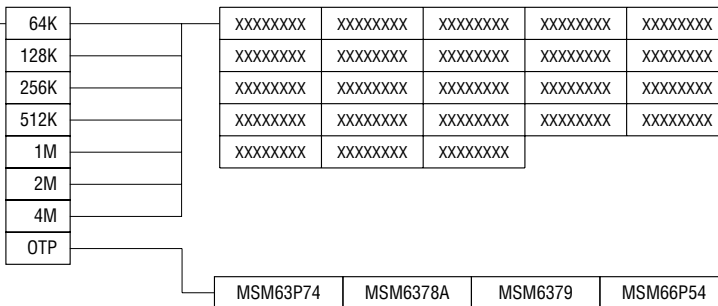 64K XXXXXXXX XXXXXXXX XXXXXXXX XXXXXXXX XXXXXXXX
128K XXXXXXXX XXXXXXXX XXXXXXXX XXXXXXXX XXXXXXXX
256K XXXXXXXX XXXXXXXX XXXXXXXX XXXXXXXX XXXXXXXX
512K XXXXXXXX XXXXXXXX XXXXXXXX XXXXXXXX XXXXXXXX
1M XXXXXXXX XXXXXXXX XXXXXXXX
2M
4M
OTP
MSM63P74 MSM6378A MSM6379 MSM66P54